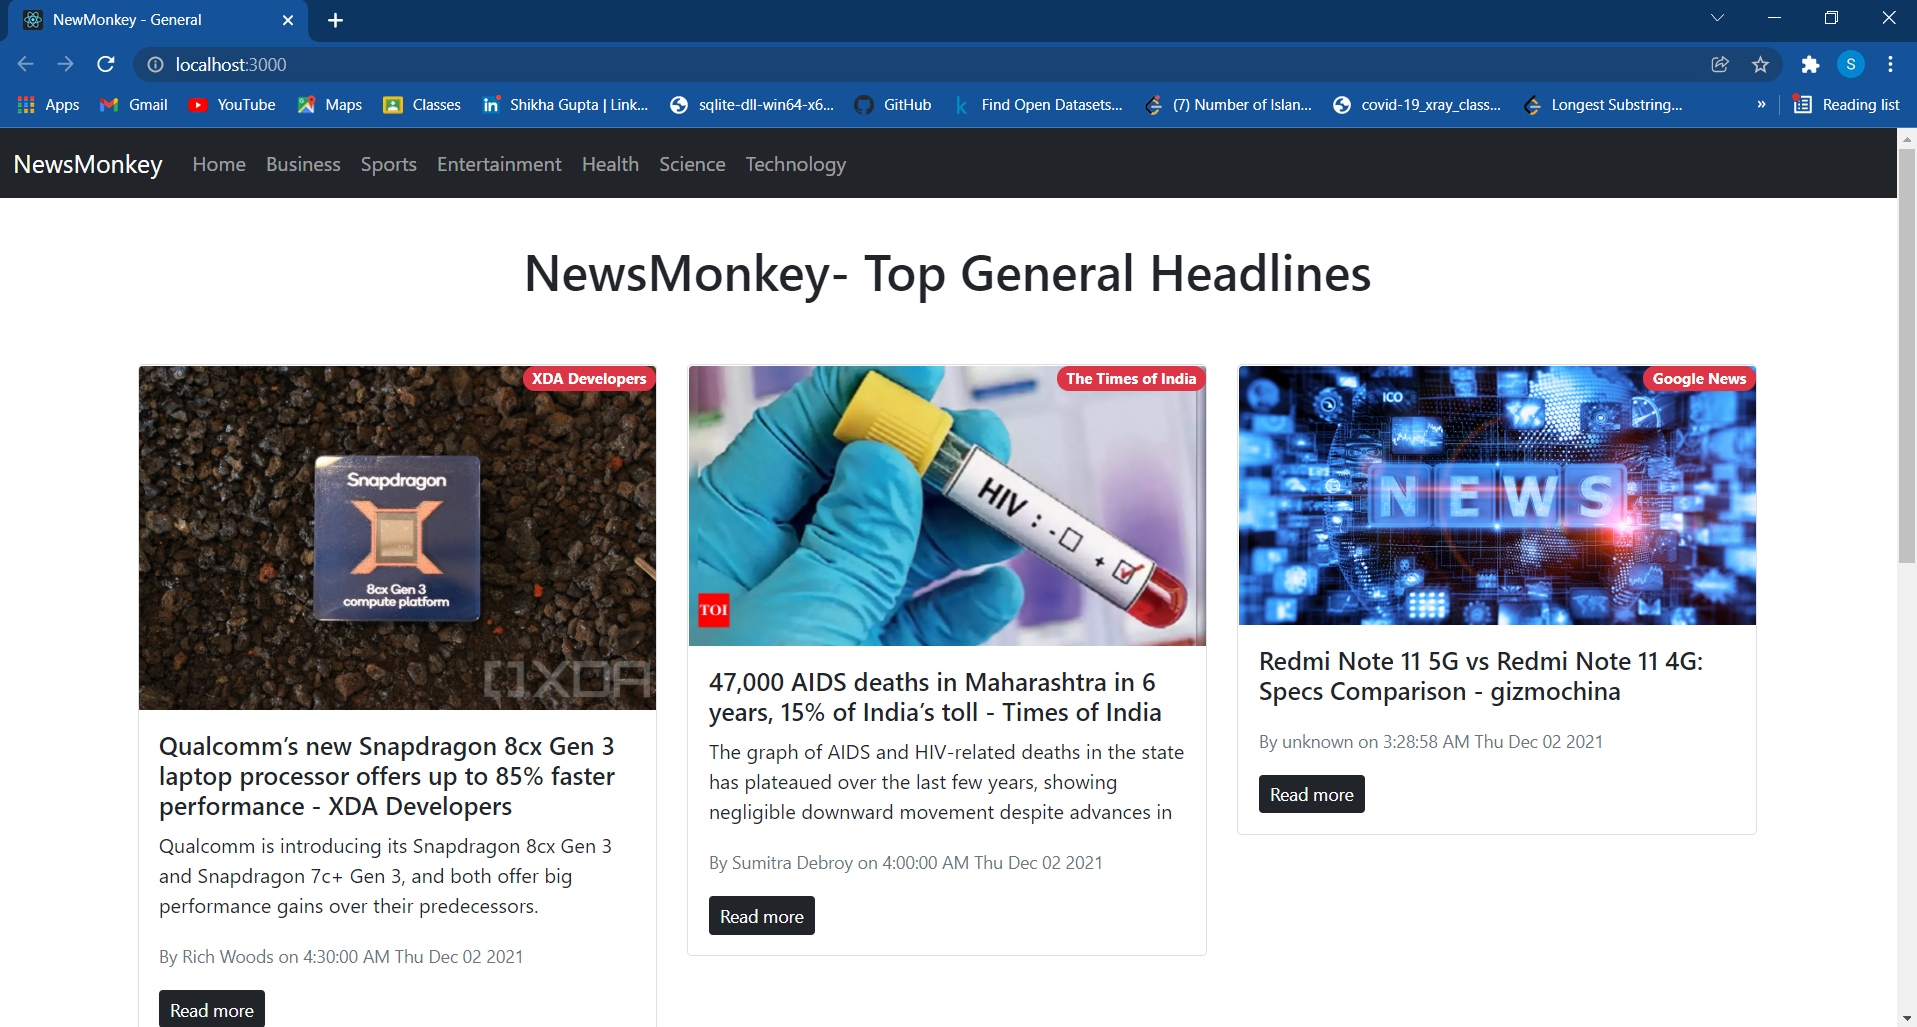 NewMonkey - General
localhost:3000
Apps
Gmail
YouTube
Maps
Classes
Shikha Gupta | Link...
sqlite-dll-win64-x6...
GitHub
Find Open Datasets...
(7) Number of Islan...
covid-19_xray_class...
Longest Substring...
»
Reading list
S
NewsMonkey
Home
Business
Sports
Entertainment
Health
Science
Technology
NewsMonkey- Top General Headlines
XDA Developers
Snapdragon
8cx Gen 3
compute platform
XDA
Qualcomm’s new Snapdragon 8cx Gen 3
laptop processor offers up to 85% faster
performance - XDA Developers
Qualcomm is introducing its Snapdragon 8cx Gen 3
and Snapdragon 7c+ Gen 3, and both offer big
performance gains over their predecessors.
By Rich Woods on 4:30:00 AM Thu Dec 02 2021
Read more
The Times of India
HIV : -
+
TOI
47,000 AIDS deaths in Maharashtra in 6
years, 15% of India’s toll - Times of India
The graph of AIDS and HIV-related deaths in the state
has plateaued over the last few years, showing
negligible downward movement despite advances in
By Sumitra Debroy on 4:00:00 AM Thu Dec 02 2021
Read more
Google News
ICO
NEWS
Redmi Note 11 5G vs Redmi Note 11 4G:
Specs Comparison - gizmochina
By unknown on 3:28:58 AM Thu Dec 02 2021
Read more